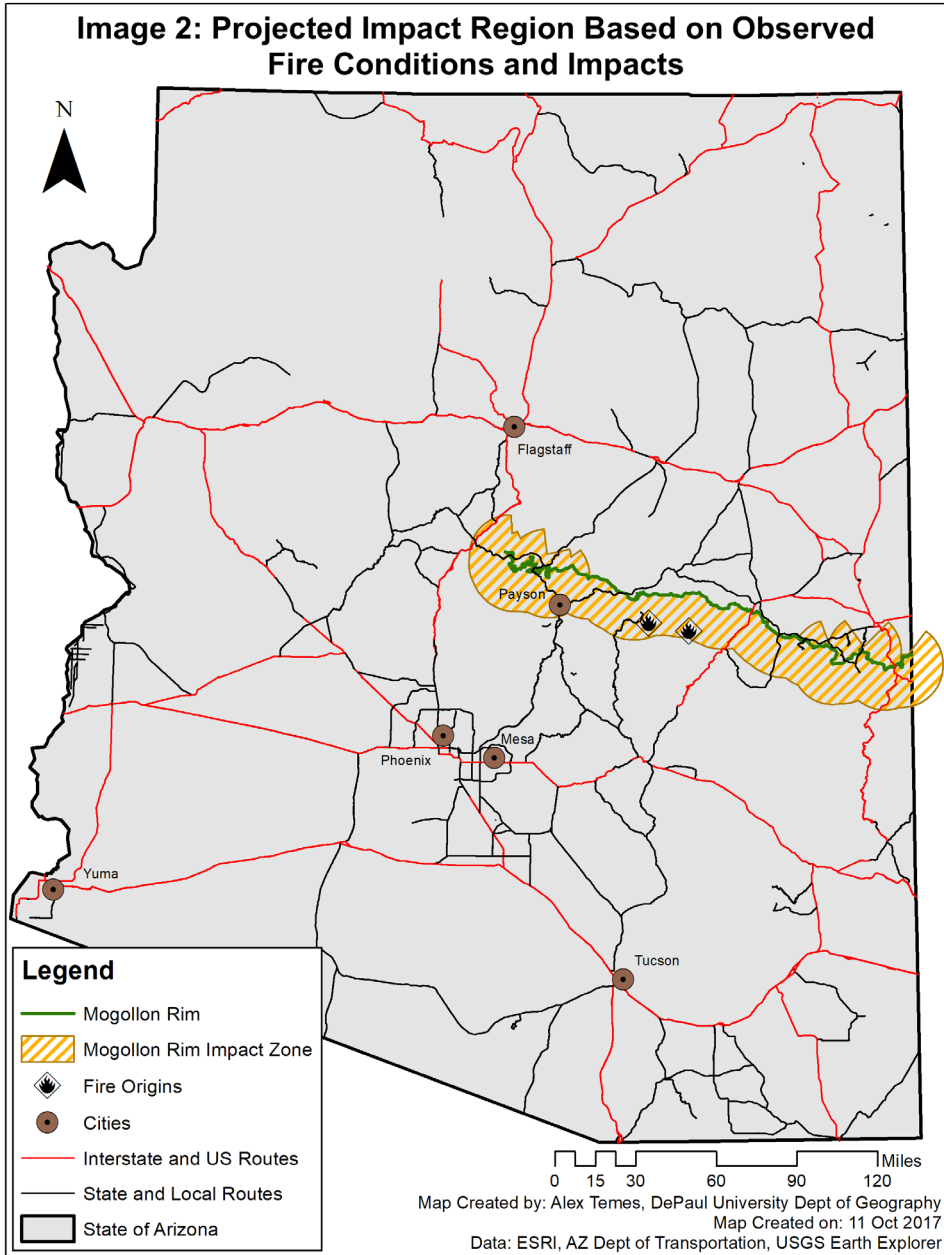 Image 2: Projected Impact Region Based on Observed
Fire Conditions and Impacts
N
Flagstaff
Payson
Mesa
Phoenix
Yuma
Tucson
Legend
Mogollon Rim
Mogollon Rim Impact Zone
Fire Origins
Cities
Interstate and US Routes
State and Local Routes
State of Arizona
Miles
0 15 30 60 90 120
Map Created by: Alex Temes, DePaul University Dept of Geography
Map Created on: 11 Oct 2017
Data: ESRI, AZ Dept of Transportation, USGS Earth Explorer